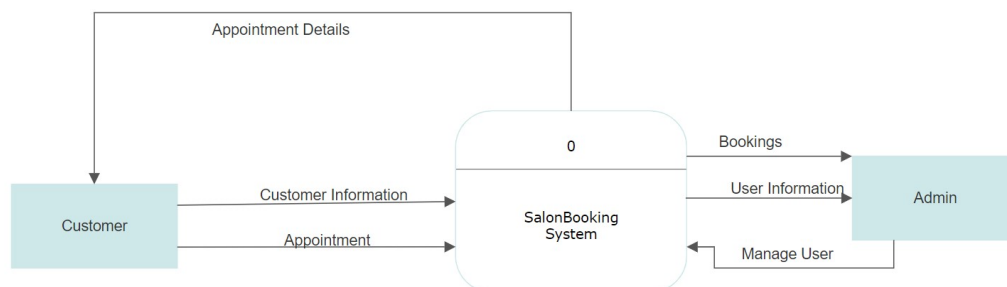 Appointment Details
0
Bookings
Customer Information
User Information
Admin
Customer
SalonBooking
System
Appointment
Manage User